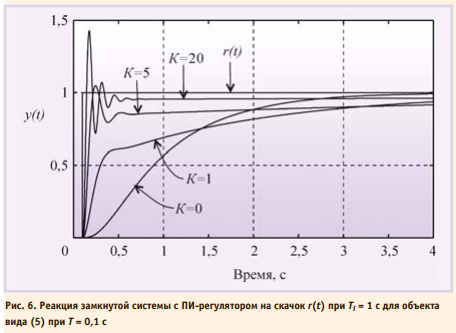 1,5
K=20
r(t)
K=5
1
y(t)
0,5
K=1
K=0
0 0,5 1 1,5 2 2,5 3 3,5 4
Время, с
Рис. 6. Реакция замкнутой системы с ПИ-регулятором на скачок r(t) при Ti = 1 с для объекта
вида (5) при T = 0,1 с